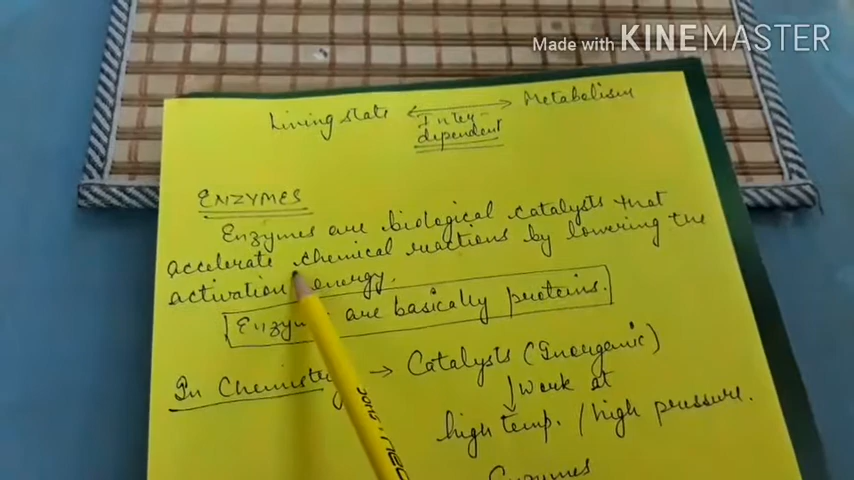 Made with KINEMASTER
Living State ⟷ Metabolism
Inter
dependent
ENZYMES
Enzymes are biological catalysts that
accelerate chemical reactions by lowering the
activation energy.
Enzymes are basically proteins.
In Chemistry → Catalysts (Inorganic)
↓ Work at
high temp. / high pressure.
Enzymes